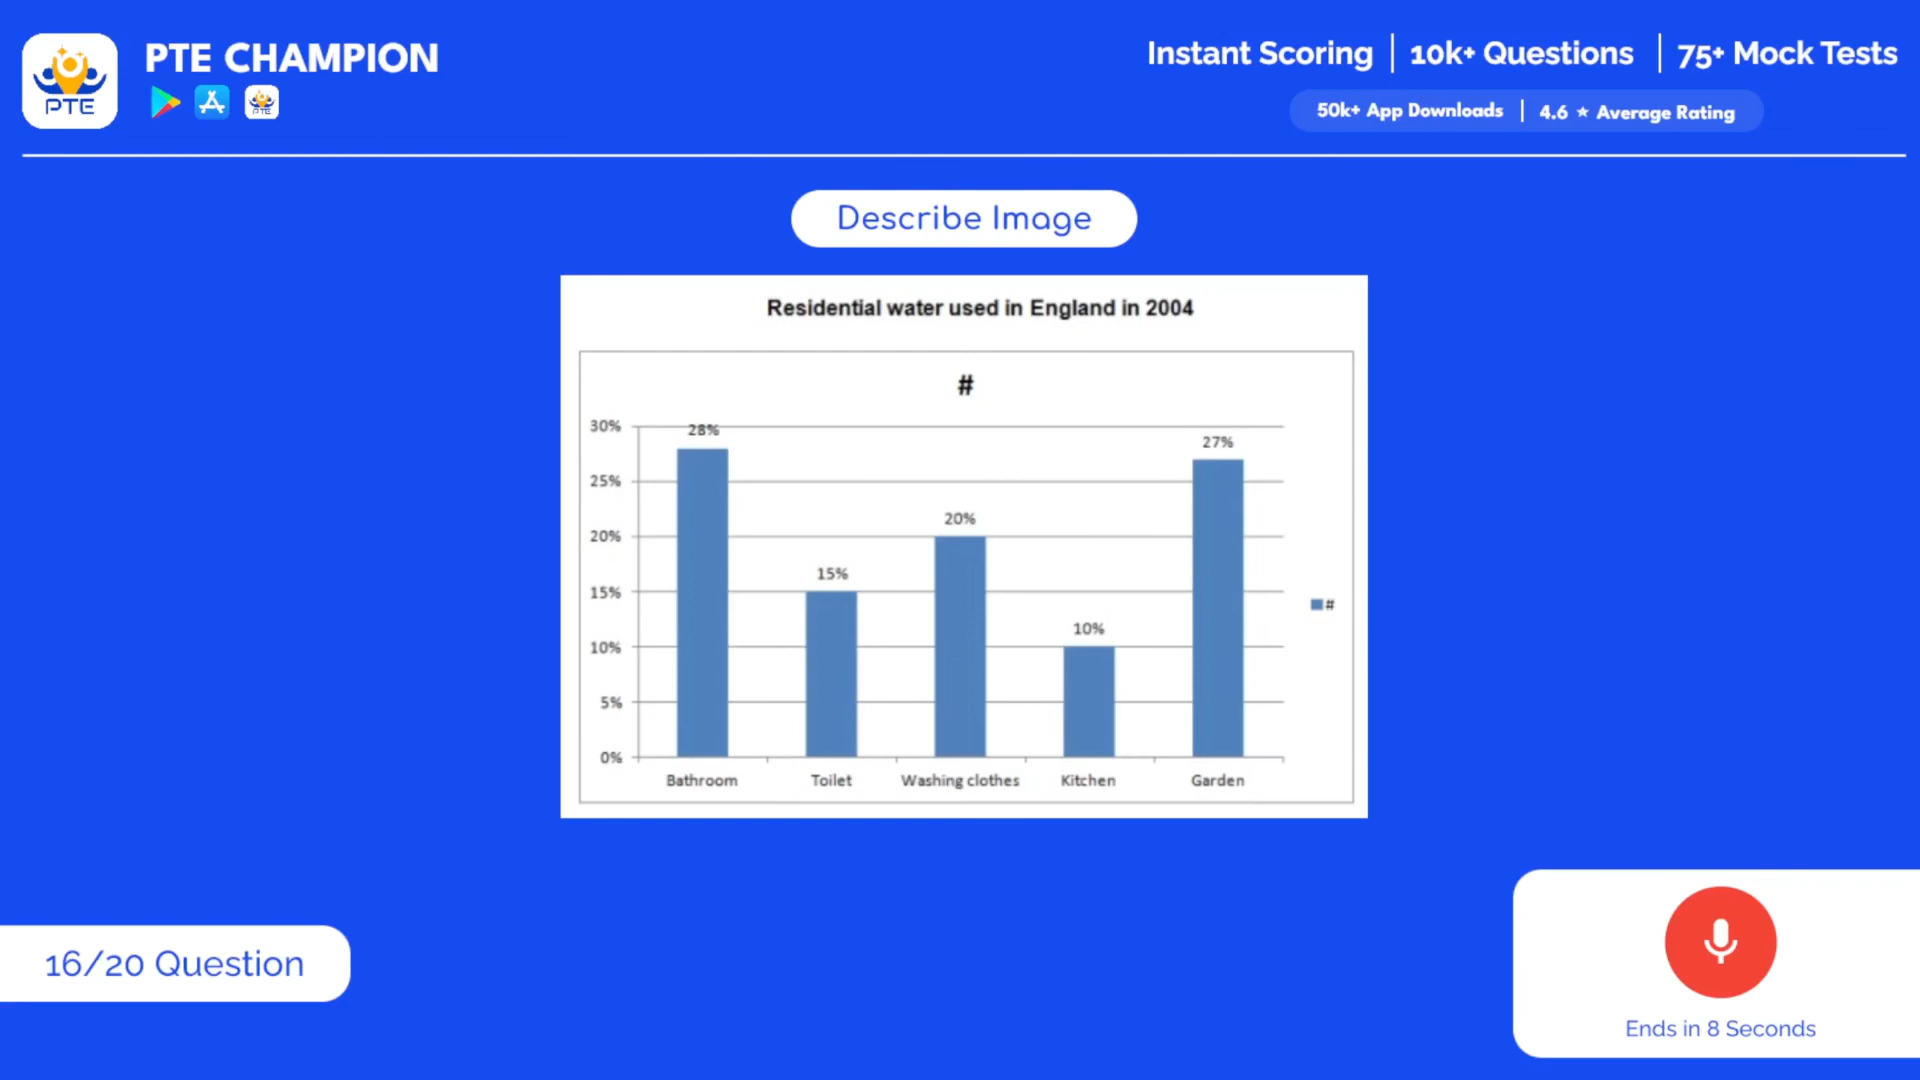 PTE CHAMPION
PTE
PTE
Instant Scoring | 10k+ Questions | 75+ Mock Tests
50k+ App Downloads | 4.6 ★ Average Rating
Describe Image
Residential water used in England in 2004
#
30%
25%
20%
15%
10%
5%
0%
28%
15%
20%
10%
27%
#
Bathroom Toilet Washing clothes Kitchen Garden
16/20 Question
Ends in 8 Seconds